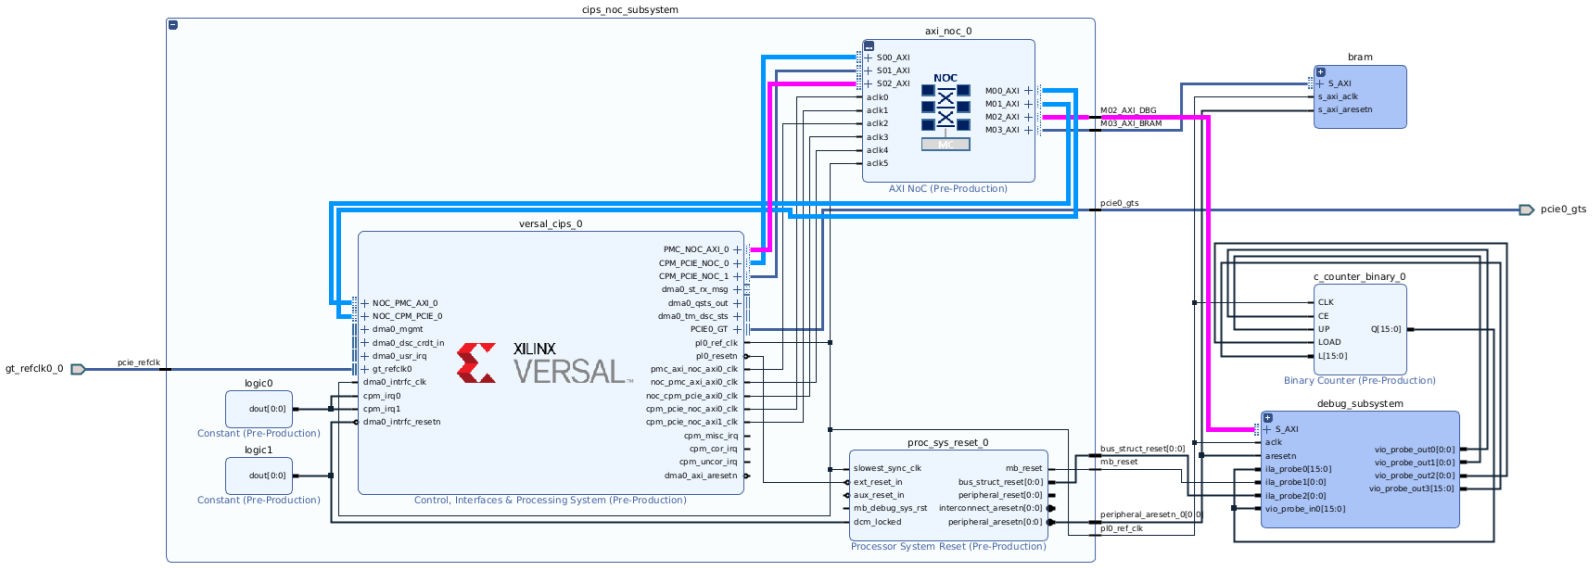 cips_noc_subsystem
axi_noc_0
S00_AXI
S01_AXI
S02_AXI
aclk0
aclk1
aclk2
aclk3
aclk4
aclk5
NOC
MC
M00_AXI
M01_AXI
M02_AXI
M03_AXI
AXI NoC (Pre-Production)
M02_AXI_DBG
M03_AXI_BRAM
bram
S_AXI
s_axi_aclk
s_axi_aresetn
pcie0_gts
pcie0_gts
versal_cips_0
NOC_PMC_AXI_0
NOC_CPM_PCIE_0
dma0_mgmt
dma0_dsc_crdt_in
dma0_usr_irq
gt_refclk0
dma0_intrfc_clk
cpm_irq0
cpm_irq1
dma0_intrfc_resetn
XILINX
VERSAL™
PMC_NOC_AXI_0
CPM_PCIE_NOC_0
CPM_PCIE_NOC_1
dma0_st_rx_msg
dma0_qsts_out
dma0_tm_dsc_sts
PCIE0_GT
pl0_ref_clk
pl0_resetn
pmc_axi_noc_axi0_clk
noc_pmc_axi_axi0_clk
noc_cpm_pcie_axi0_clk
cpm_pcie_noc_axi0_clk
cpm_pcie_noc_axi1_clk
cpm_misc_irq
cpm_cor_irq
cpm_uncor_irq
dma0_axi_aresetn
Control, Interfaces & Processing System (Pre-Production)
gt_refclk0_0
pcie_refclk
logic0
dout[0:0]
Constant (Pre-Production)
logic1
dout[0:0]
Constant (Pre-Production)
proc_sys_reset_0
slowest_sync_clk
ext_reset_in
aux_reset_in
mb_debug_sys_rst
dcm_locked
mb_reset
bus_struct_reset[0:0]
peripheral_reset[0:0]
interconnect_aresetn[0:0]
peripheral_aresetn[0:0]
Processor System Reset (Pre-Production)
bus_struct_reset[0:0]
mb_reset
peripheral_aresetn_0[0:0]
pl0_ref_clk
c_counter_binary_0
CLK
CE
UP
LOAD
L[15:0]
Q[15:0]
Binary Counter (Pre-Production)
debug_subsystem
S_AXI
aclk
aresetn
ila_probe0[15:0]
ila_probe1[0:0]
ila_probe2[0:0]
vio_probe_in0[15:0]
vio_probe_out0[0:0]
vio_probe_out1[0:0]
vio_probe_out2[0:0]
vio_probe_out3[15:0]